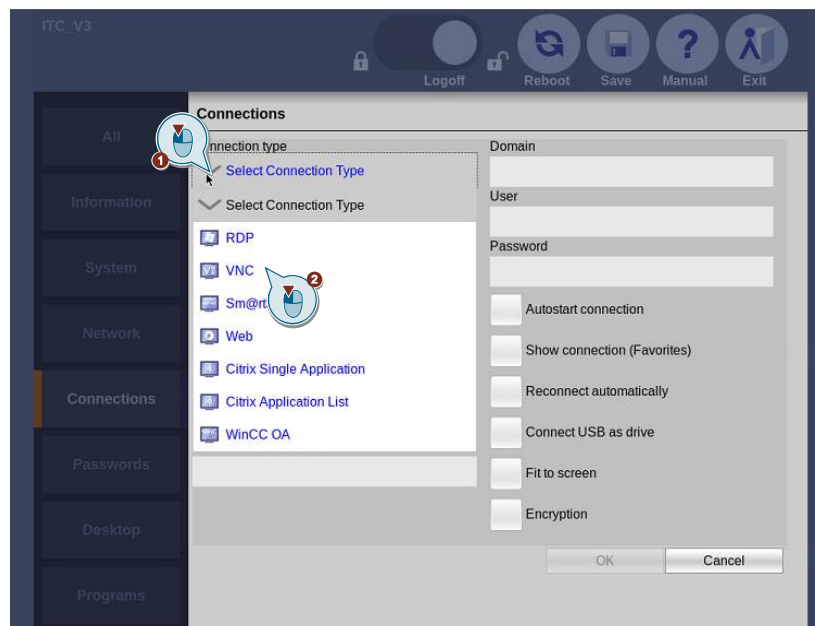 ITC_V3
Logoff
Reboot
Save
Manual
Exit
All
Information
System
Network
Connections
Passwords
Desktop
Programs
Connections
nnection type
1
Select Connection Type
Select Connection Type
RDP
VNC
2
Sm@rt
Web
Citrix Single Application
Citrix Application List
WinCC OA
Domain
User
Password
Autostart connection
Show connection (Favorites)
Reconnect automatically
Connect USB as drive
Fit to screen
Encryption
OK
Cancel